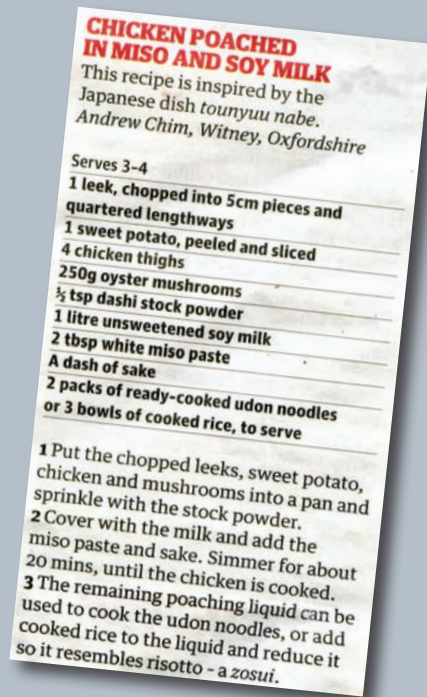 CHICKEN POACHED
IN MISO AND SOY MILK
This recipe is inspired by the
Japanese dish tounyuu nabe.
Andrew Chim, Witney, Oxfordshire
Serves 3–4
1 leek, chopped into 5cm pieces and
quartered lengthways
1 sweet potato, peeled and sliced
4 chicken thighs
250g oyster mushrooms
½ tsp dashi stock powder
1 litre unsweetened soy milk
2 tbsp white miso paste
A dash of sake
2 packs of ready-cooked udon noodles
or 3 bowls of cooked rice, to serve
1 Put the chopped leeks, sweet potato,
chicken and mushrooms into a pan and
sprinkle with the stock powder.
2 Cover with the milk and add the
miso paste and sake. Simmer for about
20 mins, until the chicken is cooked.
3 The remaining poaching liquid can be
used to cook the udon noodles, or add
cooked rice to the liquid and reduce it
so it resembles risotto – a zosui.